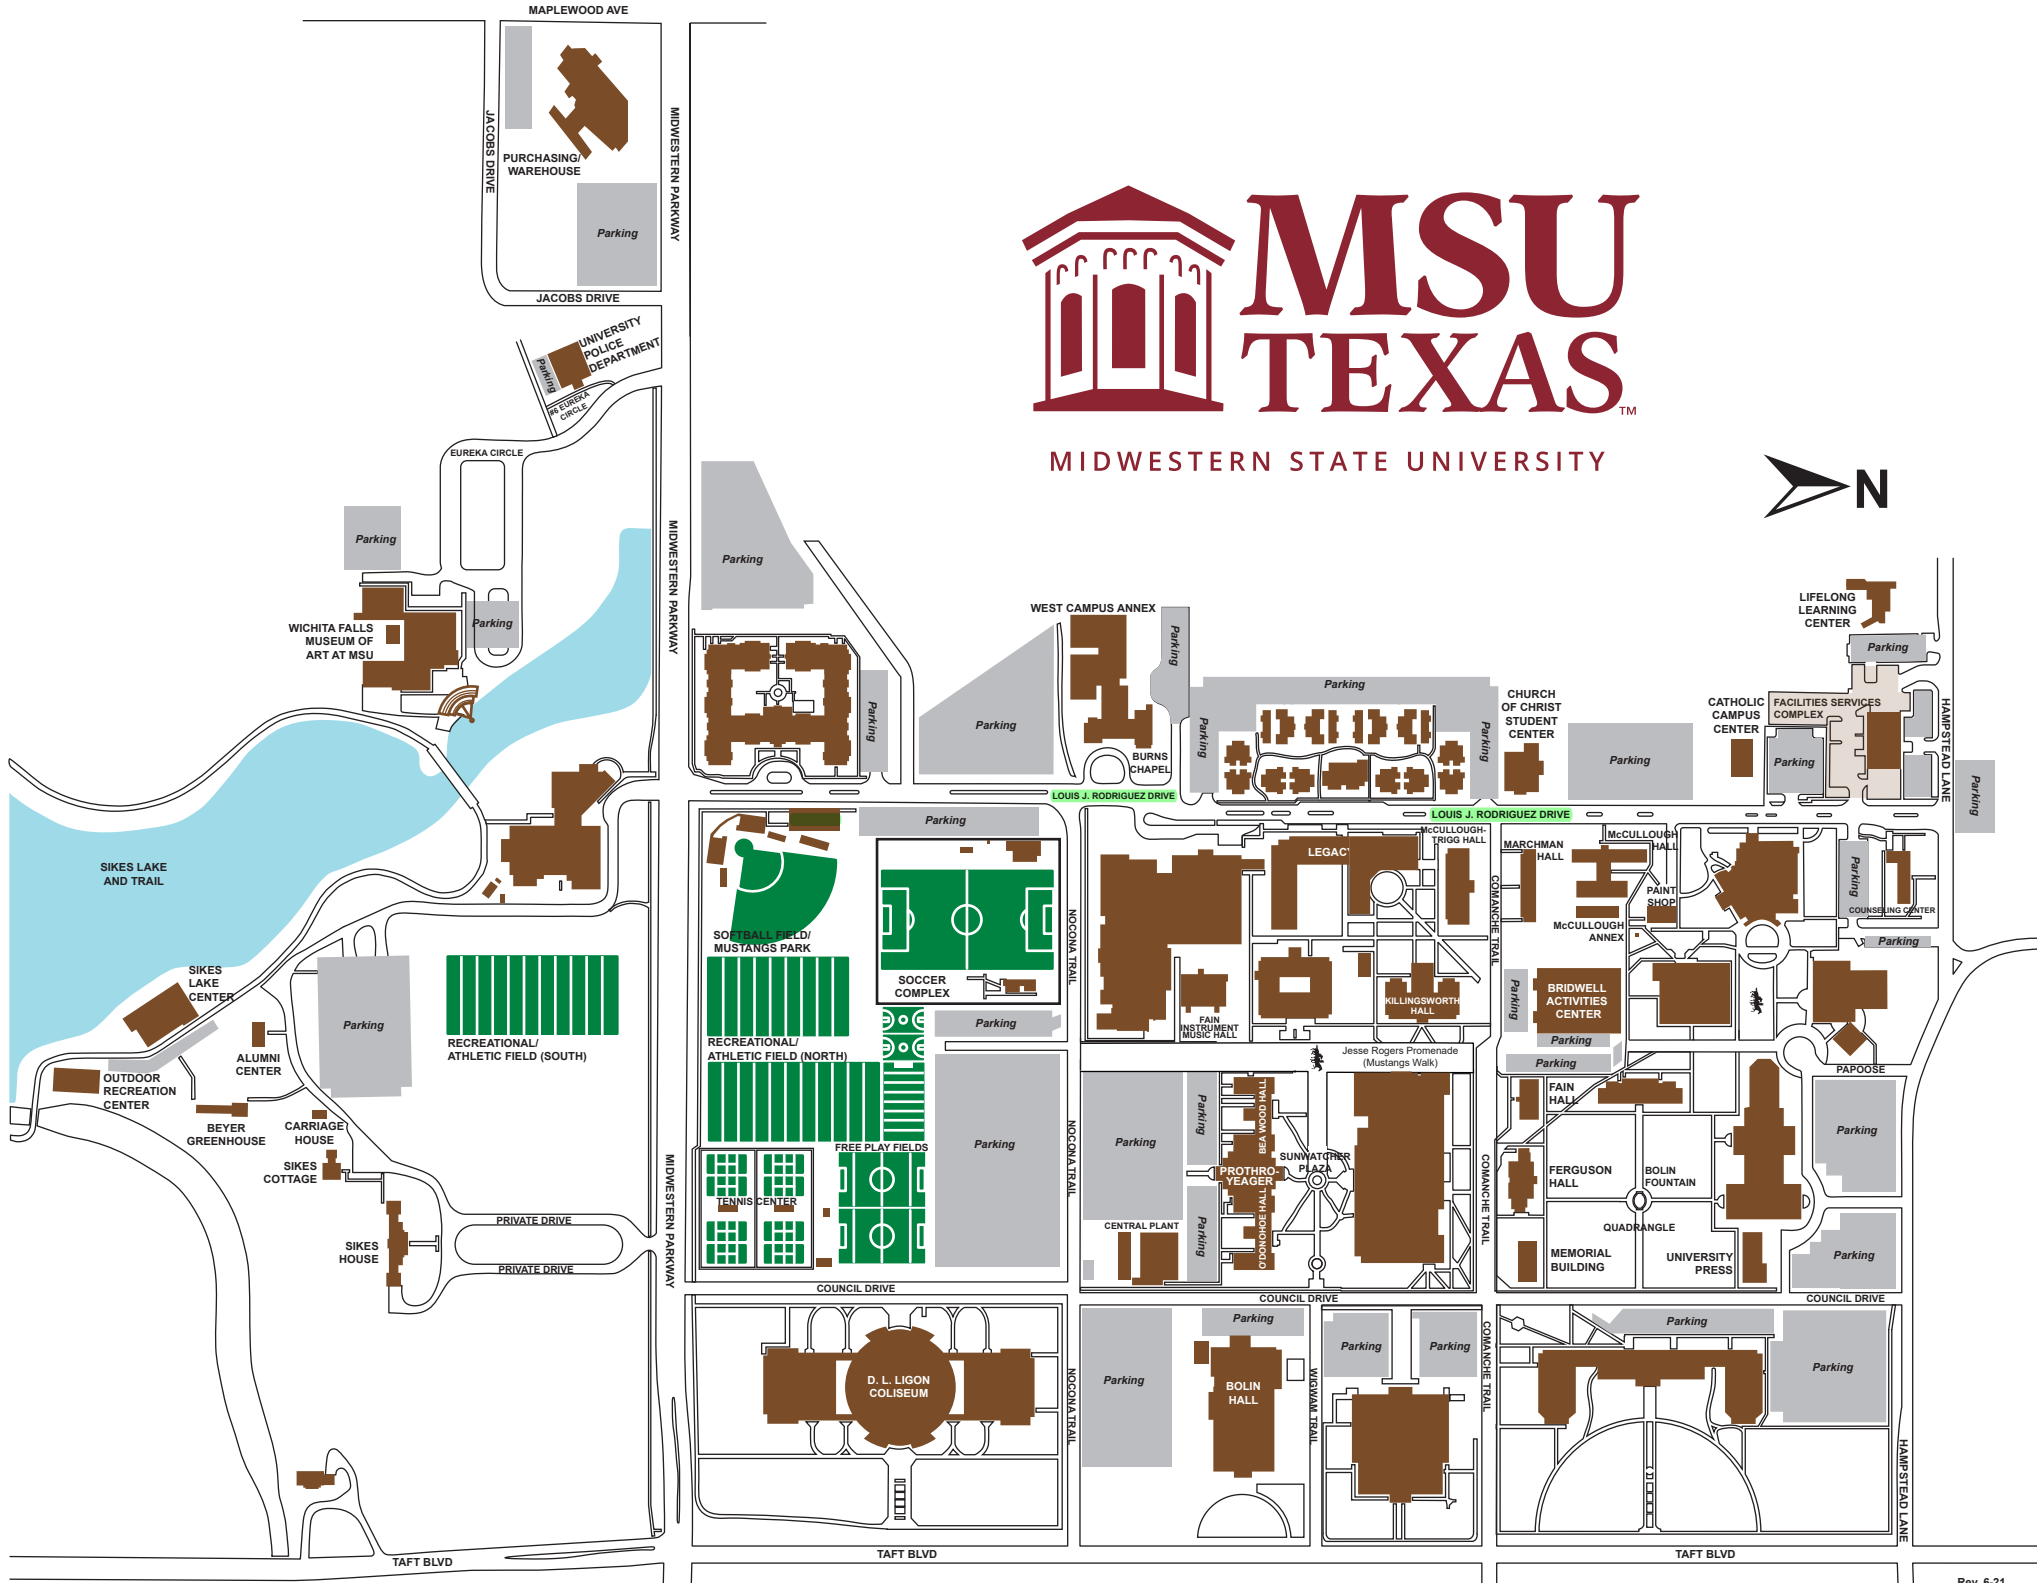 MAPLEWOOD AVE
JACOBS DRIVE
MIDWESTERN PARKWAY
PURCHASING/
WAREHOUSE
Parking
JACOBS DRIVE
MSU
TEXAS
TM
MIDWESTERN STATE UNIVERSITY
N
UNIVERSITY
POLICE
DEPARTMENT
Parking
#6 EUREKA
CIRCLE
EUREKA CIRCLE
Parking
MIDWESTERN PARKWAY
Parking
WICHITA FALLS
MUSEUM OF
ART AT MSU
Parking
WEST CAMPUS ANNEX
Parking
LIFELONG
LEARNING
CENTER
Parking
Parking
Parking
Parking
Parking
BURNS
CHAPEL
Parking
CHURCH
OF CHRIST
STUDENT
CENTER
Parking
CATHOLIC
CAMPUS
CENTER
FACILITIES SERVICES
COMPLEX
Parking
HAMPSTEAD LANE
Parking
LOUIS J. RODRIGUEZ DRIVE
LOUIS J. RODRIGUEZ DRIVE
SIKES LAKE
AND TRAIL
Parking
SOFTBALL FIELD/
MUSTANGS PARK
SOCCER
COMPLEX
NOCONA TRAIL
LEGACY
McCULLOUGH-
TRIGG HALL
MARCHMAN
HALL
McCULLOUGH
HALL
PAINT
SHOP
McCULLOUGH
ANNEX
COMANCHE TRAIL
Parking
COUNSELING CENTER
Parking
SIKES
LAKE
CENTER
Parking
RECREATIONAL/
ATHLETIC FIELD (SOUTH)
RECREATIONAL/
ATHLETIC FIELD (NORTH)
Parking
FAIN
INSTRUMENT
MUSIC HALL
KILLINGSWORTH
HALL
Parking
BRIDWELL
ACTIVITIES
CENTER
Parking
Parking
Jesse Rogers Promenade
(Mustangs Walk)
PAPOOSE
ALUMNI
CENTER
OUTDOOR
RECREATION
CENTER
BEYER
GREENHOUSE
CARRIAGE
HOUSE
SIKES
COTTAGE
FREE PLAY FIELDS
Parking
NOCONA TRAIL
Parking
Parking
BEA WOOD HALL
PROTHRO-
YEAGER
O'DONOHOE HALL
SUNWATCHER
PLAZA
FAIN
HALL
FERGUSON
HALL
BOLIN
FOUNTAIN
QUADRANGLE
Parking
MIDWESTERN PARKWAY
TENNIS CENTER
PRIVATE DRIVE
SIKES
HOUSE
PRIVATE DRIVE
CENTRAL PLANT
Parking
COMANCHE TRAIL
MEMORIAL
BUILDING
UNIVERSITY
PRESS
Parking
COUNCIL DRIVE
COUNCIL DRIVE
COUNCIL DRIVE
D. L. LIGON
COLISEUM
NOCONA TRAIL
Parking
Parking
BOLIN
HALL
WIGWAM TRAIL
Parking
Parking
COMANCHE TRAIL
Parking
Parking
HAMPSTEAD LANE
TAFT BLVD
TAFT BLVD
TAFT BLVD
Rev. 6-21